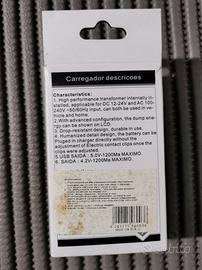 Carregador descricoes
Characteristics :
1. High performance transformer internally in-
stalled, applicable for DC 12-24V and AC 100-
240V ~50/60Hz input, can both be used in ve-
hicle and home.
2. With advanced configuration, the dump ene-
rgy can be shown on LCD.
3. Drop-resistant design, durable in use.
4. Humanized detail design, the battery can be
Pluged in charger directly without the
adjustment of Electric contact clips once the
clips were adjusted.
5. USB SAIDA : 5.0V-1200Ma MAXIMO.
6. SAIDA : 4.2V-1200Ma MAXIMO.